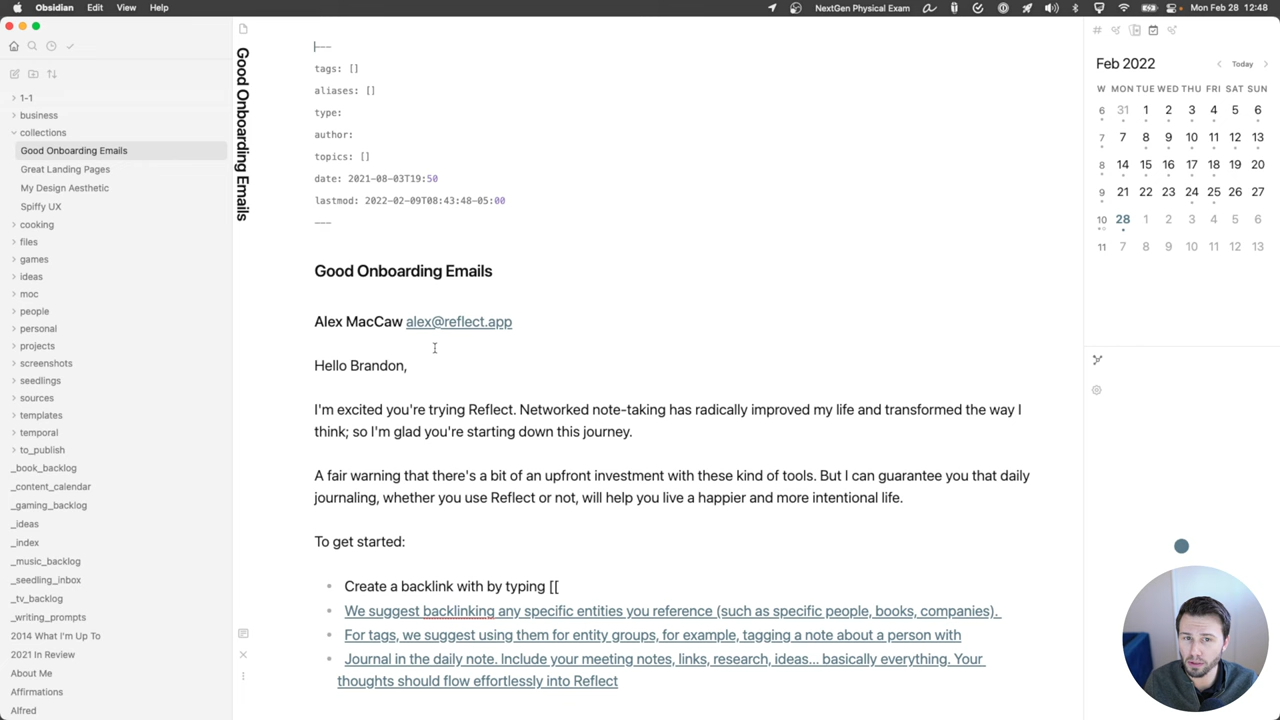 Obsidian File Edit View Help
NextGen Physical Exam
Mon Feb 28 12:48
1-1
business
collections
Good Onboarding Emails
Great Landing Pages
My Design Aesthetic
Spiffy UX
cooking
files
games
ideas
moc
people
personal
projects
screenshots
seedlings
sources
templates
temporal
to_publish
_book_backlog
_content_calendar
_gaming_backlog
_ideas
_index
_music_backlog
_seedling_inbox
_tv_backlog
_writing_prompts
2014 What I'm Up To
2021 In Review
About Me
Affirmations
Alfred
Good Onboarding Emails
---
tags: []
aliases: []
type:
author:
topics: []
date: 2021-08-03T19:50
lastmod: 2022-02-09T08:43:48-05:00
---
Good Onboarding Emails
Alex MacCaw alex@reflect.app
Hello Brandon,
I'm excited you're trying Reflect. Networked note-taking has radically improved my life and transformed the way I
think; so I'm glad you're starting down this journey.
A fair warning that there's a bit of an upfront investment with these kind of tools. But I can guarantee you that daily
journaling, whether you use Reflect or not, will help you live a happier and more intentional life.
To get started:
• Create a backlink with by typing [[
• We suggest backlinking any specific entities you reference (such as specific people, books, companies).
• For tags, we suggest using them for entity groups, for example, tagging a note about a person with
• Journal in the daily note. Include your meeting notes, links, research, ideas... basically everything. Your
thoughts should flow effortlessly into Reflect
Feb 2022 Today
W MON TUE WED THU FRI SAT SUN
6 31 1 2 3 4 5 6
7 7 8 9 10 11 12 13
8 14 15 16 17 18 19 20
9 21 22 23 24 25 26 27
10 28 1 2 3 4 5 6
11 7 8 9 10 11 12 13